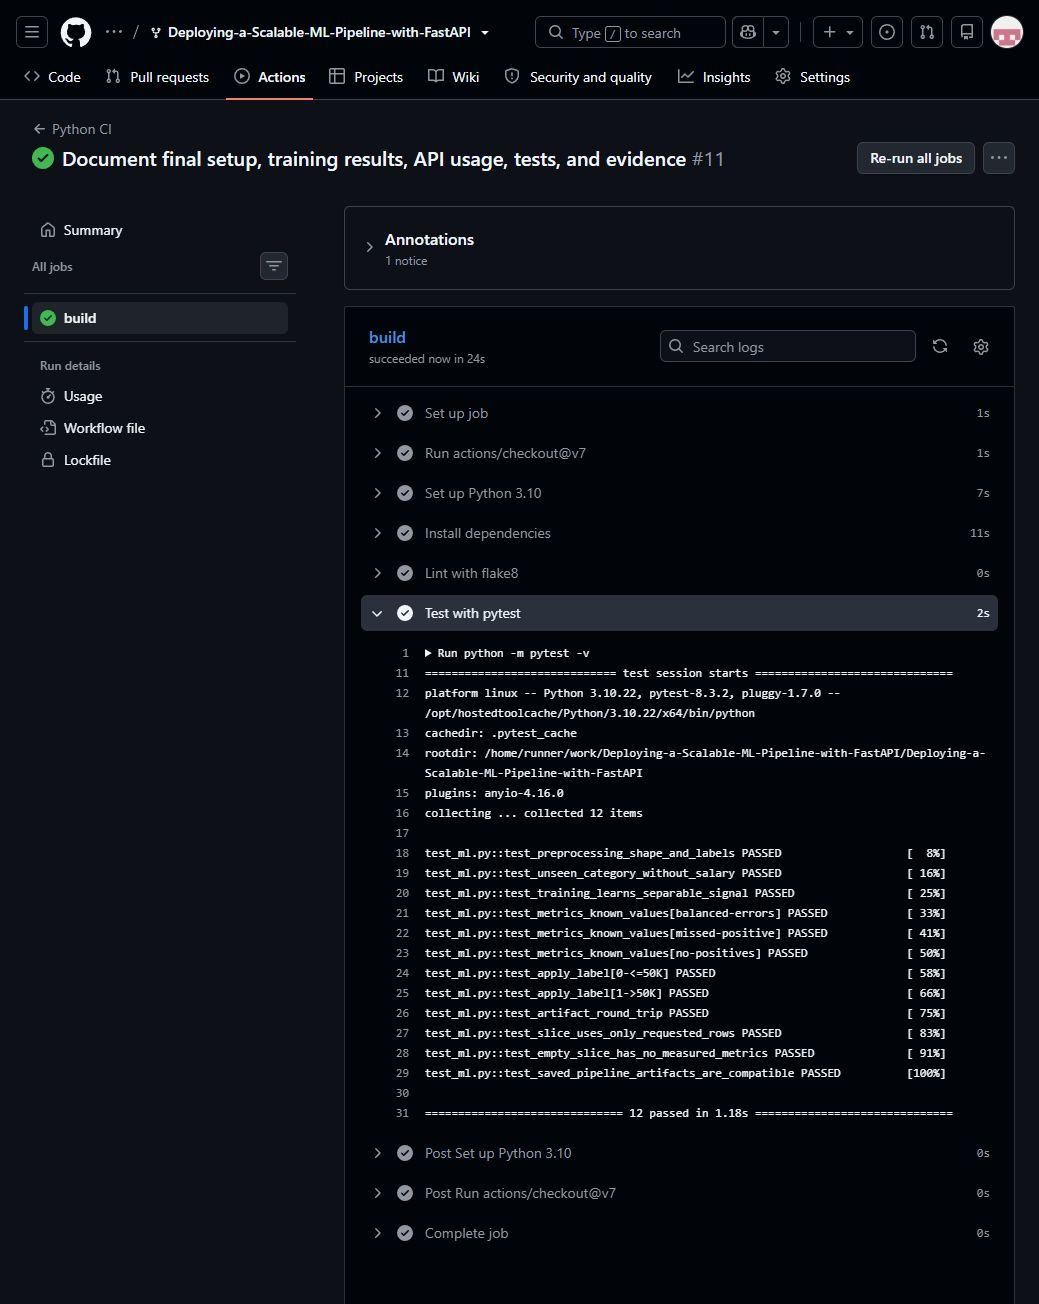 ... / Deploying-a-Scalable-ML-Pipeline-with-FastAPI
Type / to search
Code
Pull requests
Actions
Projects
Wiki
Security and quality
Insights
Settings
Python CI
Document final setup, training results, API usage, tests, and evidence #11
Re-run all jobs
Summary
All jobs
build
Run details
Usage
Workflow file
Lockfile
Annotations
1 notice
build
succeeded now in 24s
Search logs
Set up job 1s
Run actions/checkout@v7 1s
Set up Python 3.10 7s
Install dependencies 11s
Lint with flake8 0s
Test with pytest 2s
1 ▶ Run python -m pytest -v
11 ============================= test session starts ==============================
12 platform linux -- Python 3.10.22, pytest-8.3.2, pluggy-1.7.0 --
/opt/hostedtoolcache/Python/3.10.22/x64/bin/python
13 cachedir: .pytest_cache
14 rootdir: /home/runner/work/Deploying-a-Scalable-ML-Pipeline-with-FastAPI/Deploying-a-
Scalable-ML-Pipeline-with-FastAPI
15 plugins: anyio-4.16.0
16 collecting ... collected 12 items
17
18 test_ml.py::test_preprocessing_shape_and_labels PASSED [  8%]
19 test_ml.py::test_unseen_category_without_salary PASSED [ 16%]
20 test_ml.py::test_training_learns_separable_signal PASSED [ 25%]
21 test_ml.py::test_metrics_known_values[balanced-errors] PASSED [ 33%]
22 test_ml.py::test_metrics_known_values[missed-positive] PASSED [ 41%]
23 test_ml.py::test_metrics_known_values[no-positives] PASSED [ 50%]
24 test_ml.py::test_apply_label[0-<=50K] PASSED [ 58%]
25 test_ml.py::test_apply_label[1->50K] PASSED [ 66%]
26 test_ml.py::test_artifact_round_trip PASSED [ 75%]
27 test_ml.py::test_slice_uses_only_requested_rows PASSED [ 83%]
28 test_ml.py::test_empty_slice_has_no_measured_metrics PASSED [ 91%]
29 test_ml.py::test_saved_pipeline_artifacts_are_compatible PASSED [100%]
30
31 ============================== 12 passed in 1.18s ==============================
Post Set up Python 3.10 0s
Post Run actions/checkout@v7 0s
Complete job 0s